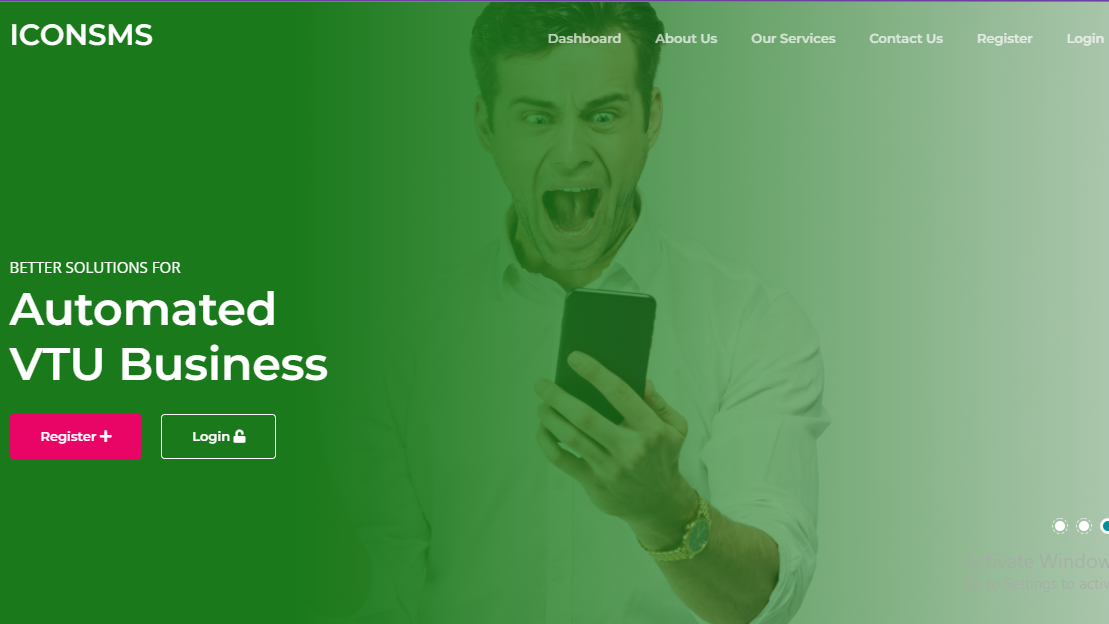 ICONSMS
Dashboard About Us Our Services Contact Us Register Login
BETTER SOLUTIONS FOR
Automated
VTU Business
Register
Login
Activate Window
Settings to activ